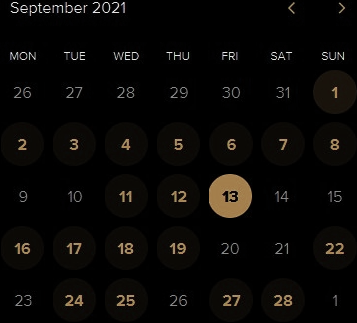 September 2021 < >
MON TUE WED THU FRI SAT SUN
26 27 28 29 30 31 1
2 3 4 5 6 7 8
9 10 11 12 13 14 15
16 17 18 19 20 21 22
23 24 25 26 27 28 1